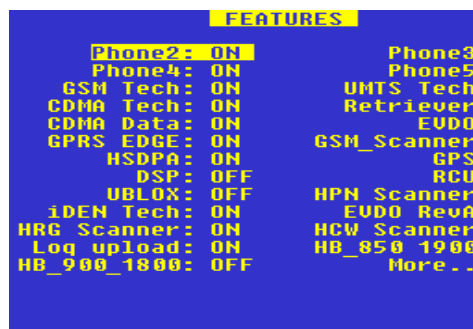 FEATURES
Phone2: ON Phone3
Phone4: ON Phone5
GSM Tech: ON UMTS Tech
CDMA Tech: ON Retriever
CDMA Data: ON EVDO
GPRS EDGE: ON GSM_Scanner
HSDPA: ON GPS
DSP: OFF RCU
UBLOX: OFF HPN Scanner
iDEN Tech: ON EVDO RevA
HRG Scanner: ON HCW Scanner
Log upload: ON HB_850_1900
HB_900_1800: OFF More..